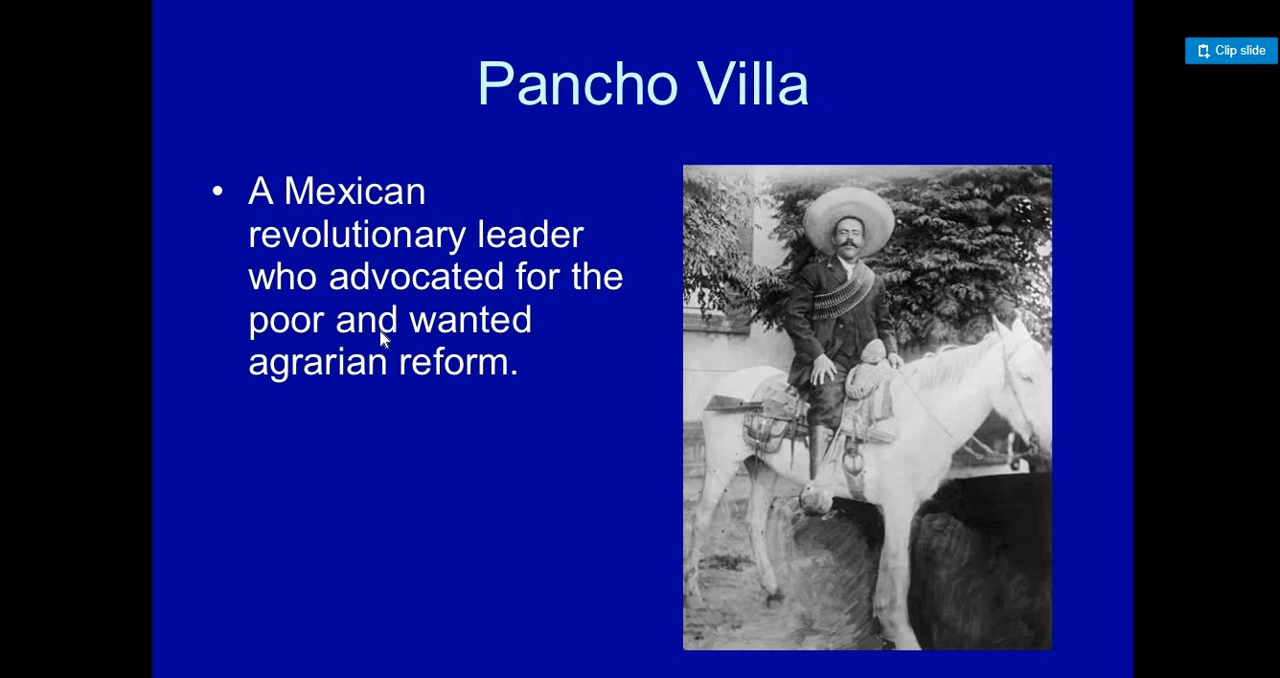 Clip slide
Pancho Villa
• A Mexican
revolutionary leader
who advocated for the
poor and wanted
agrarian reform.